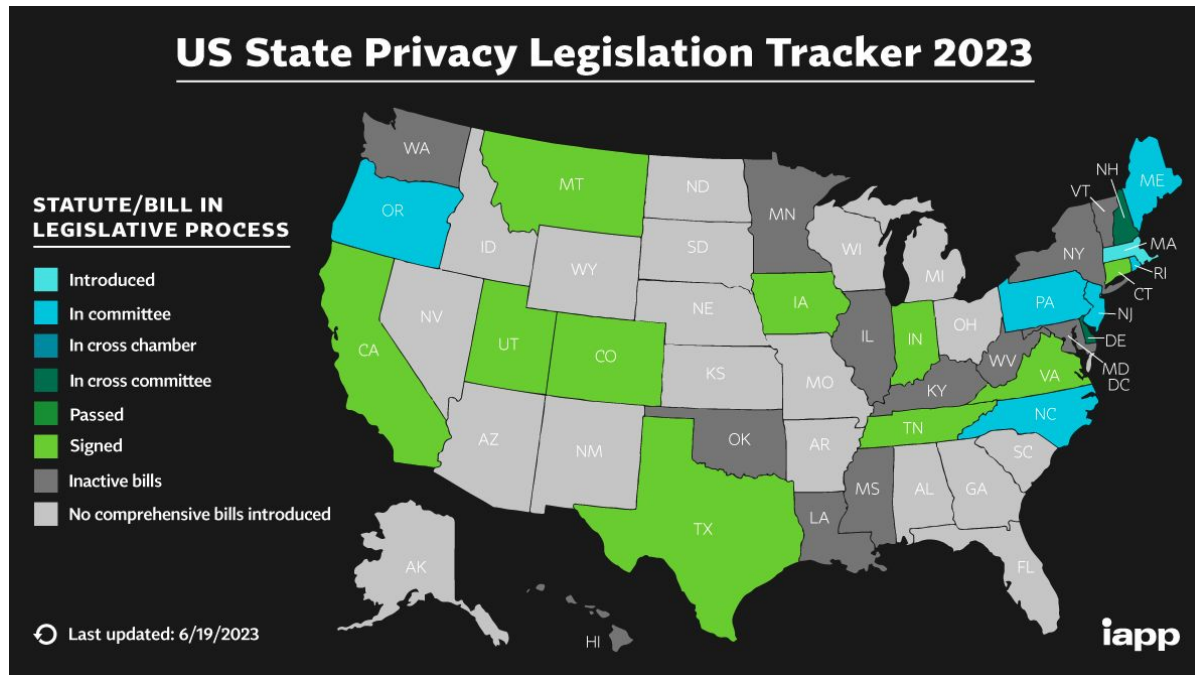 US State Privacy Legislation Tracker 2023
STATUTE/BILL IN
LEGISLATIVE PROCESS
Introduced
In committee
In cross chamber
In cross committee
Passed
Signed
Inactive bills
No comprehensive bills introduced
Last updated: 6/19/2023
WA
OR
CA
NV
ID
MT
WY
UT
CO
AZ
NM
ND
SD
NE
KS
OK
TX
MN
IA
MO
AR
LA
WI
IL
MI
IN
OH
KY
TN
MS
AL
GA
FL
SC
NC
VA
WV
PA
NY
VT
NH
ME
MA
RI
CT
NJ
DE
MD
DC
AK
HI
iapp